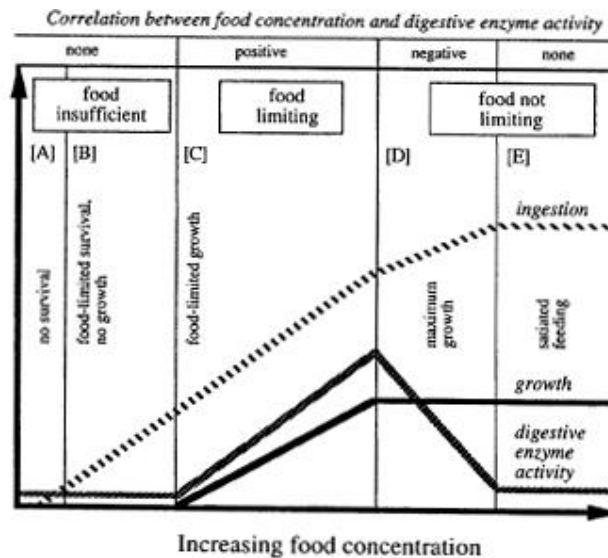 Correlation between food concentration and digestive enzyme activity
none positive negative none
food
insufficient
food
limiting
food not
limiting
[A] [B] [C] [D] [E]
no survival
food-limited survival,
no growth
food-limited growth
maximum
growth
satiated
feeding
ingestion
growth
digestive
enzyme
activity
Increasing food concentration